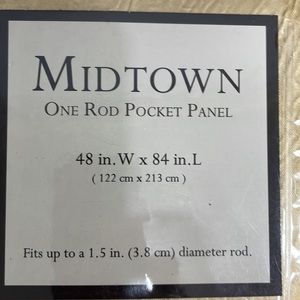 MIDTOWN
ONE ROD POCKET PANEL
48 in.W x 84 in.L
( 122 cm x 213 cm )
Fits up to a 1.5 in. (3.8 cm) diameter rod.